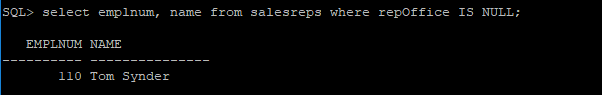 SQL> select emplnum, name from salesreps where repOffice IS NULL;
EMPLNUM NAME
---------- ---------------
110 Tom Synder